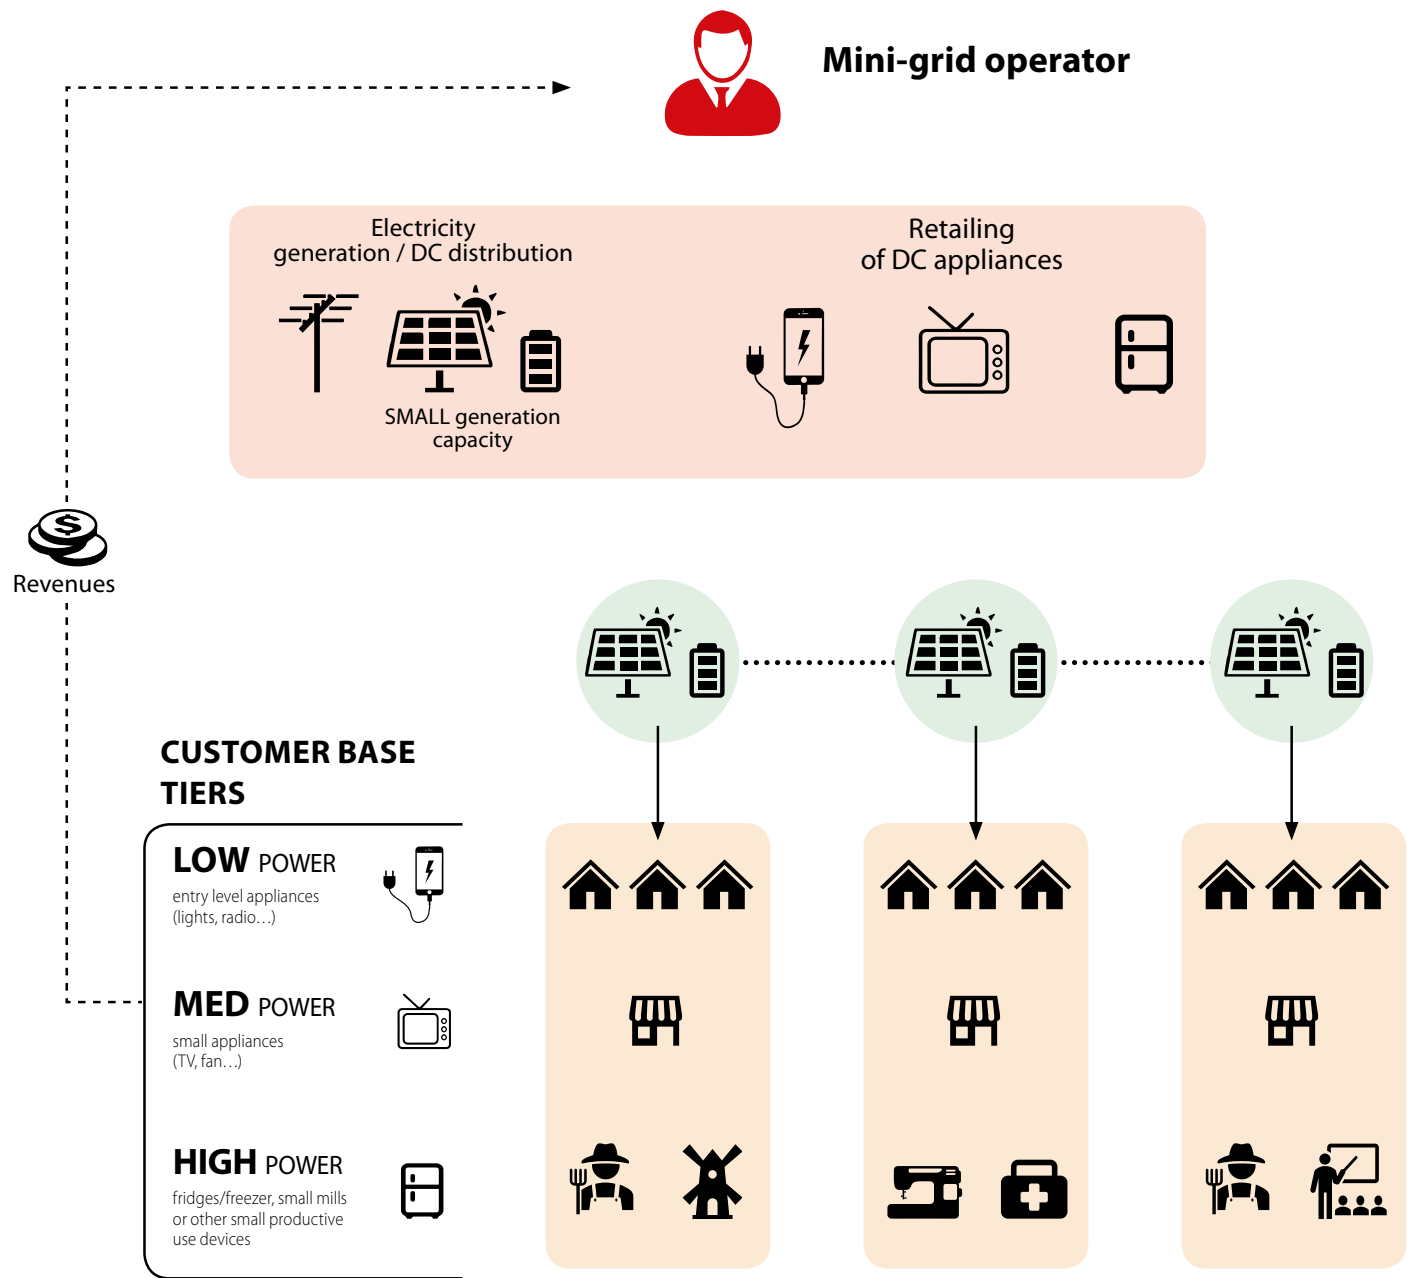 Mini-grid operator
Electricity
generation / DC distribution
SMALL generation
capacity
Retailing
of DC appliances
$
Revenues
CUSTOMER BASE
TIERS
LOW POWER
entry level appliances
(lights, radio…)
MED POWER
small appliances
(TV, fan…)
HIGH POWER
fridges/freezer, small mills
or other small productive
use devices